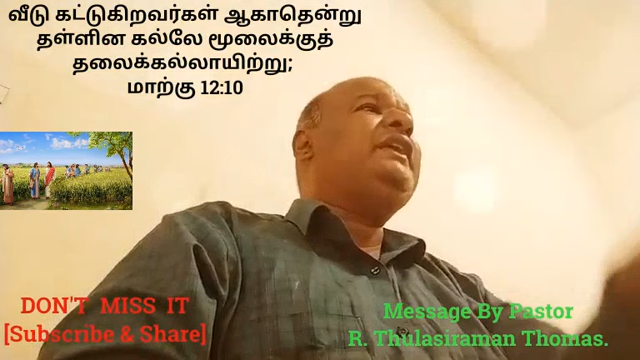 வீடு கட்டுகிறவர்கள் ஆகாதென்று
தள்ளின கல்லே மூலைக்குத்
தலைக்கல்லாயிற்று;
மாற்கு 12:10
DON'T MISS IT
[Subscribe & Share]
Message By Pastor
R. Thulasiraman Thomas.